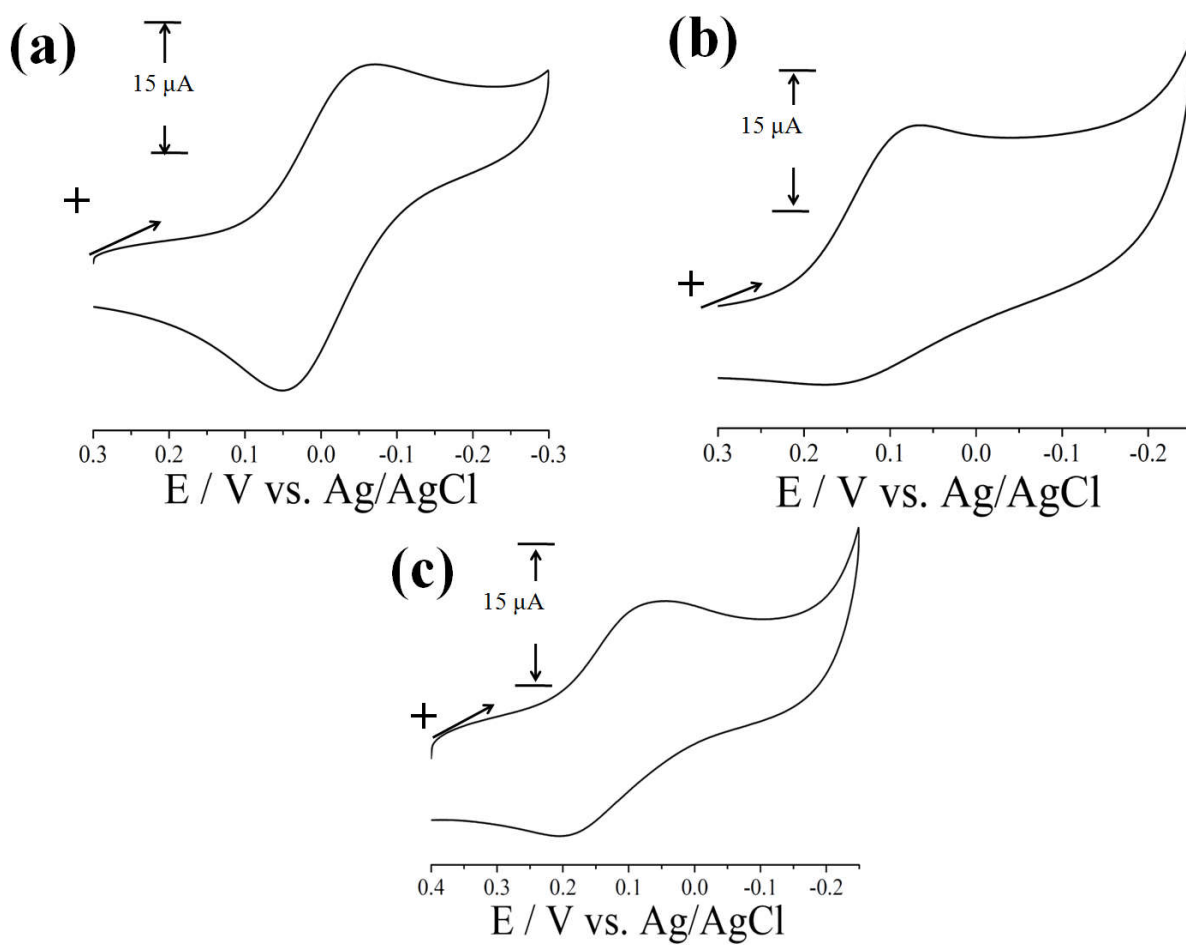 (a)
15 μA
+
0.3 0.2 0.1 0.0 -0.1 -0.2 -0.3
E / V vs. Ag/AgCl
(b)
15 μA
+
0.3 0.2 0.1 0.0 -0.1 -0.2
E / V vs. Ag/AgCl
(c)
15 μA
+
0.4 0.3 0.2 0.1 0.0 -0.1 -0.2
E / V vs. Ag/AgCl